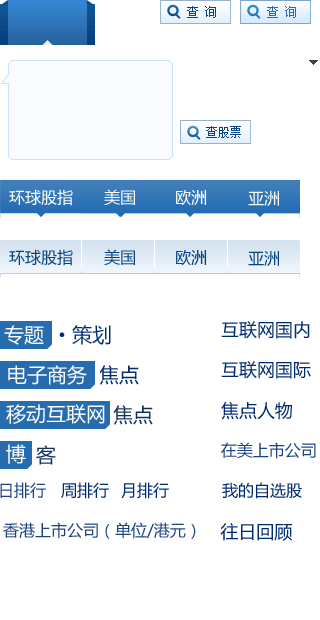 查 询 查 询
查股票
环球股指 美国 欧洲 亚洲
环球股指 美国 欧洲 亚洲
专题·策划 互联网国内
电子商务 焦点 互联网国际
移动互联网 焦点 焦点人物
博 客 在美上市公司
日排行 周排行 月排行 我的自选股
香港上市公司（单位/港元） 往日回顾